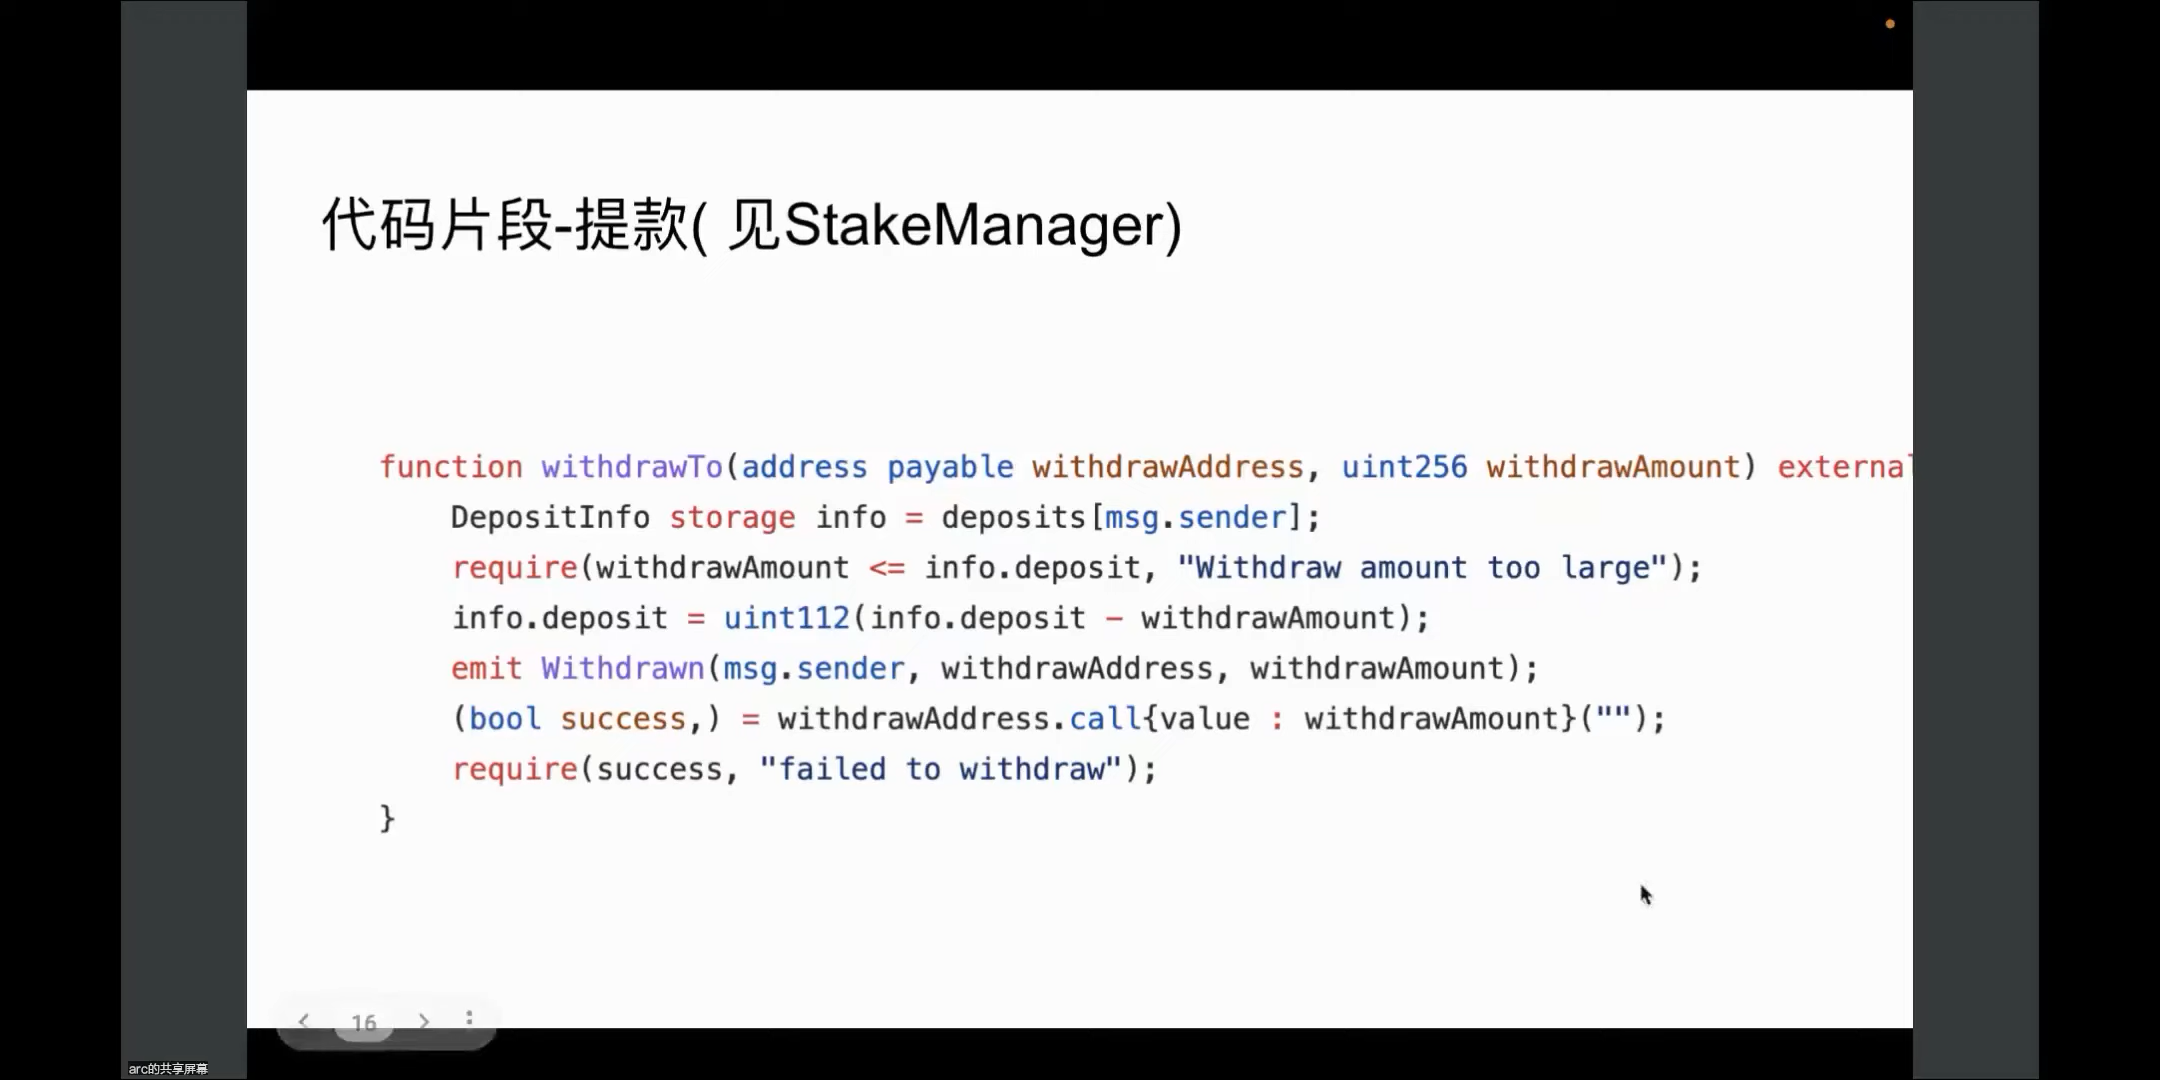 代码片段-提款( 见StakeManager)
function withdrawTo(address payable withdrawAddress, uint256 withdrawAmount) external
    DepositInfo storage info = deposits[msg.sender];
    require(withdrawAmount <= info.deposit, "Withdraw amount too large");
    info.deposit = uint112(info.deposit - withdrawAmount);
    emit Withdrawn(msg.sender, withdrawAddress, withdrawAmount);
    (bool success,) = withdrawAddress.call{value : withdrawAmount}("");
    require(success, "failed to withdraw");
}
16
arc的共享屏幕